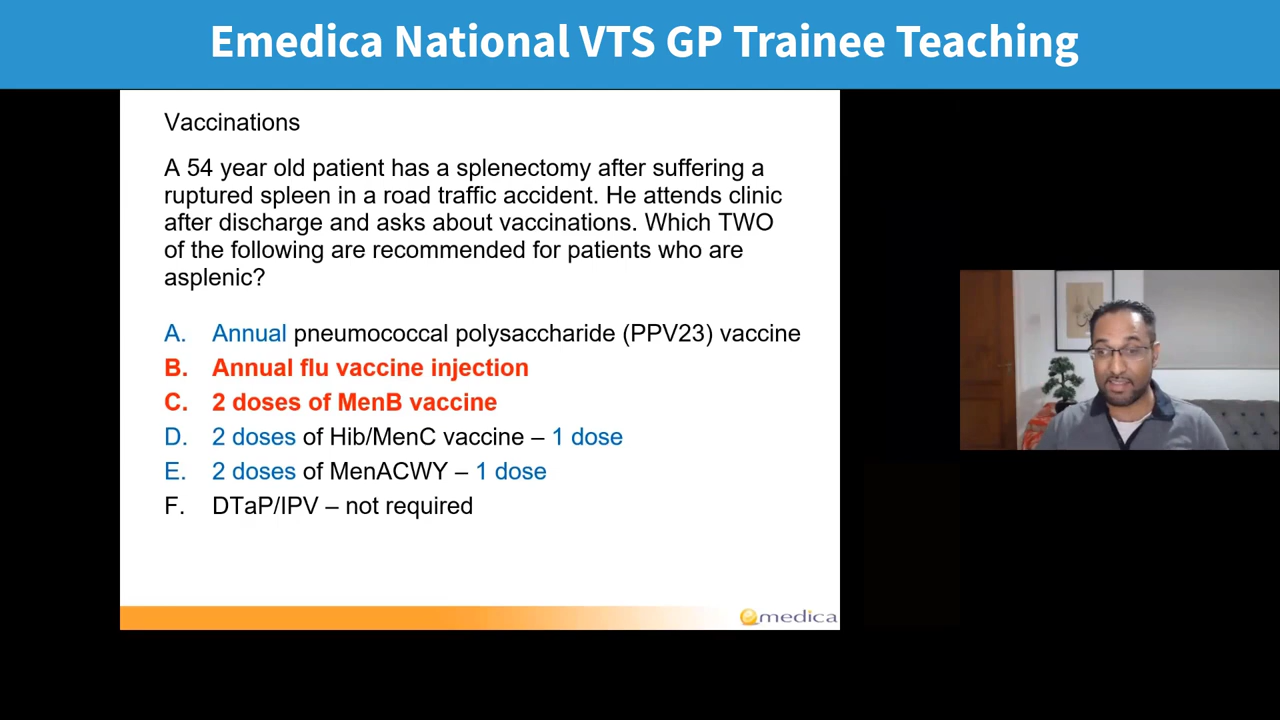 Emedica National VTS GP Trainee Teaching
Vaccinations
A 54 year old patient has a splenectomy after suffering a
ruptured spleen in a road traffic accident. He attends clinic
after discharge and asks about vaccinations. Which TWO
of the following are recommended for patients who are
asplenic?
A. Annual pneumococcal polysaccharide (PPV23) vaccine
B. Annual flu vaccine injection
C. 2 doses of MenB vaccine
D. 2 doses of Hib/MenC vaccine – 1 dose
E. 2 doses of MenACWY – 1 dose
F. DTaP/IPV – not required
emedica